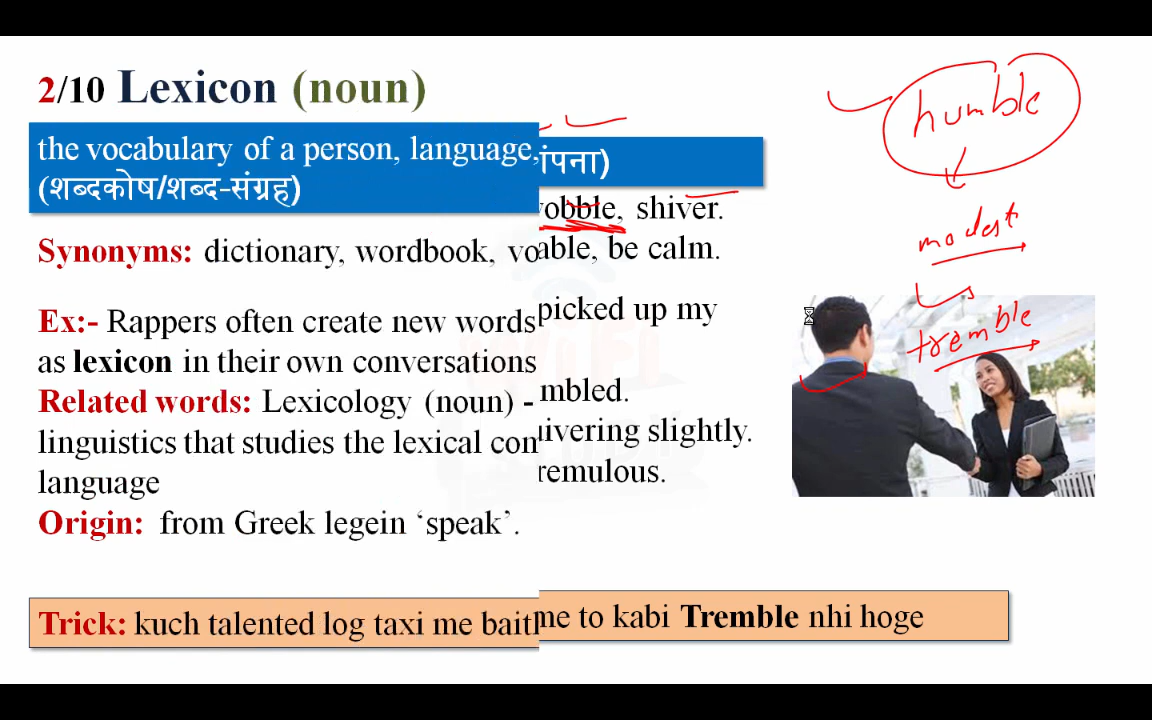 2/10 Lexicon (noun)
the vocabulary of a person, language,
(शब्दकोष/शब्द-संग्रह)
Synonyms: dictionary, wordbook, vo
Ex:- Rappers often create new words
as lexicon in their own conversations
Related words: Lexicology (noun) -
linguistics that studies the lexical con
language
Origin: from Greek legein ‘speak’.
Trick: kuch talented log taxi me bait
ंपना)
obble, shiver.
able, be calm.
picked up my
mbled.
ivering slightly.
remulous.
me to kabi Tremble nhi hoge
humble
modest
tremble